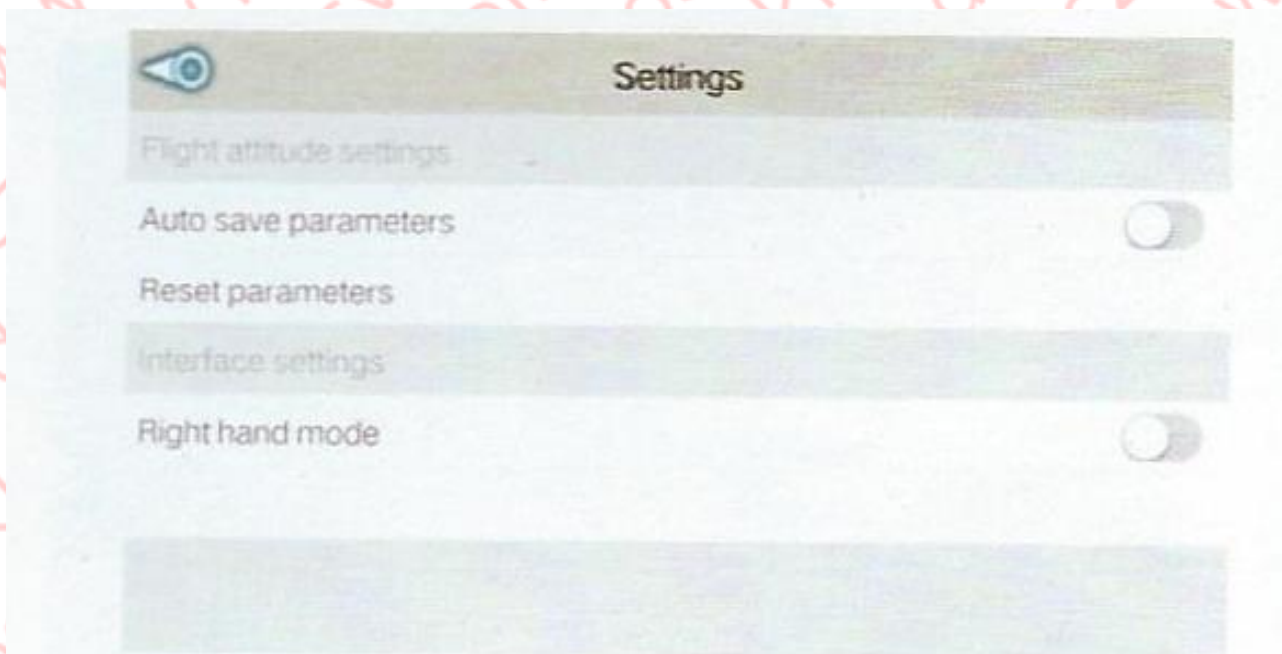 Settings
Flight attitude settings
Auto save parameters
Reset parameters
Interface settings
Right hand mode